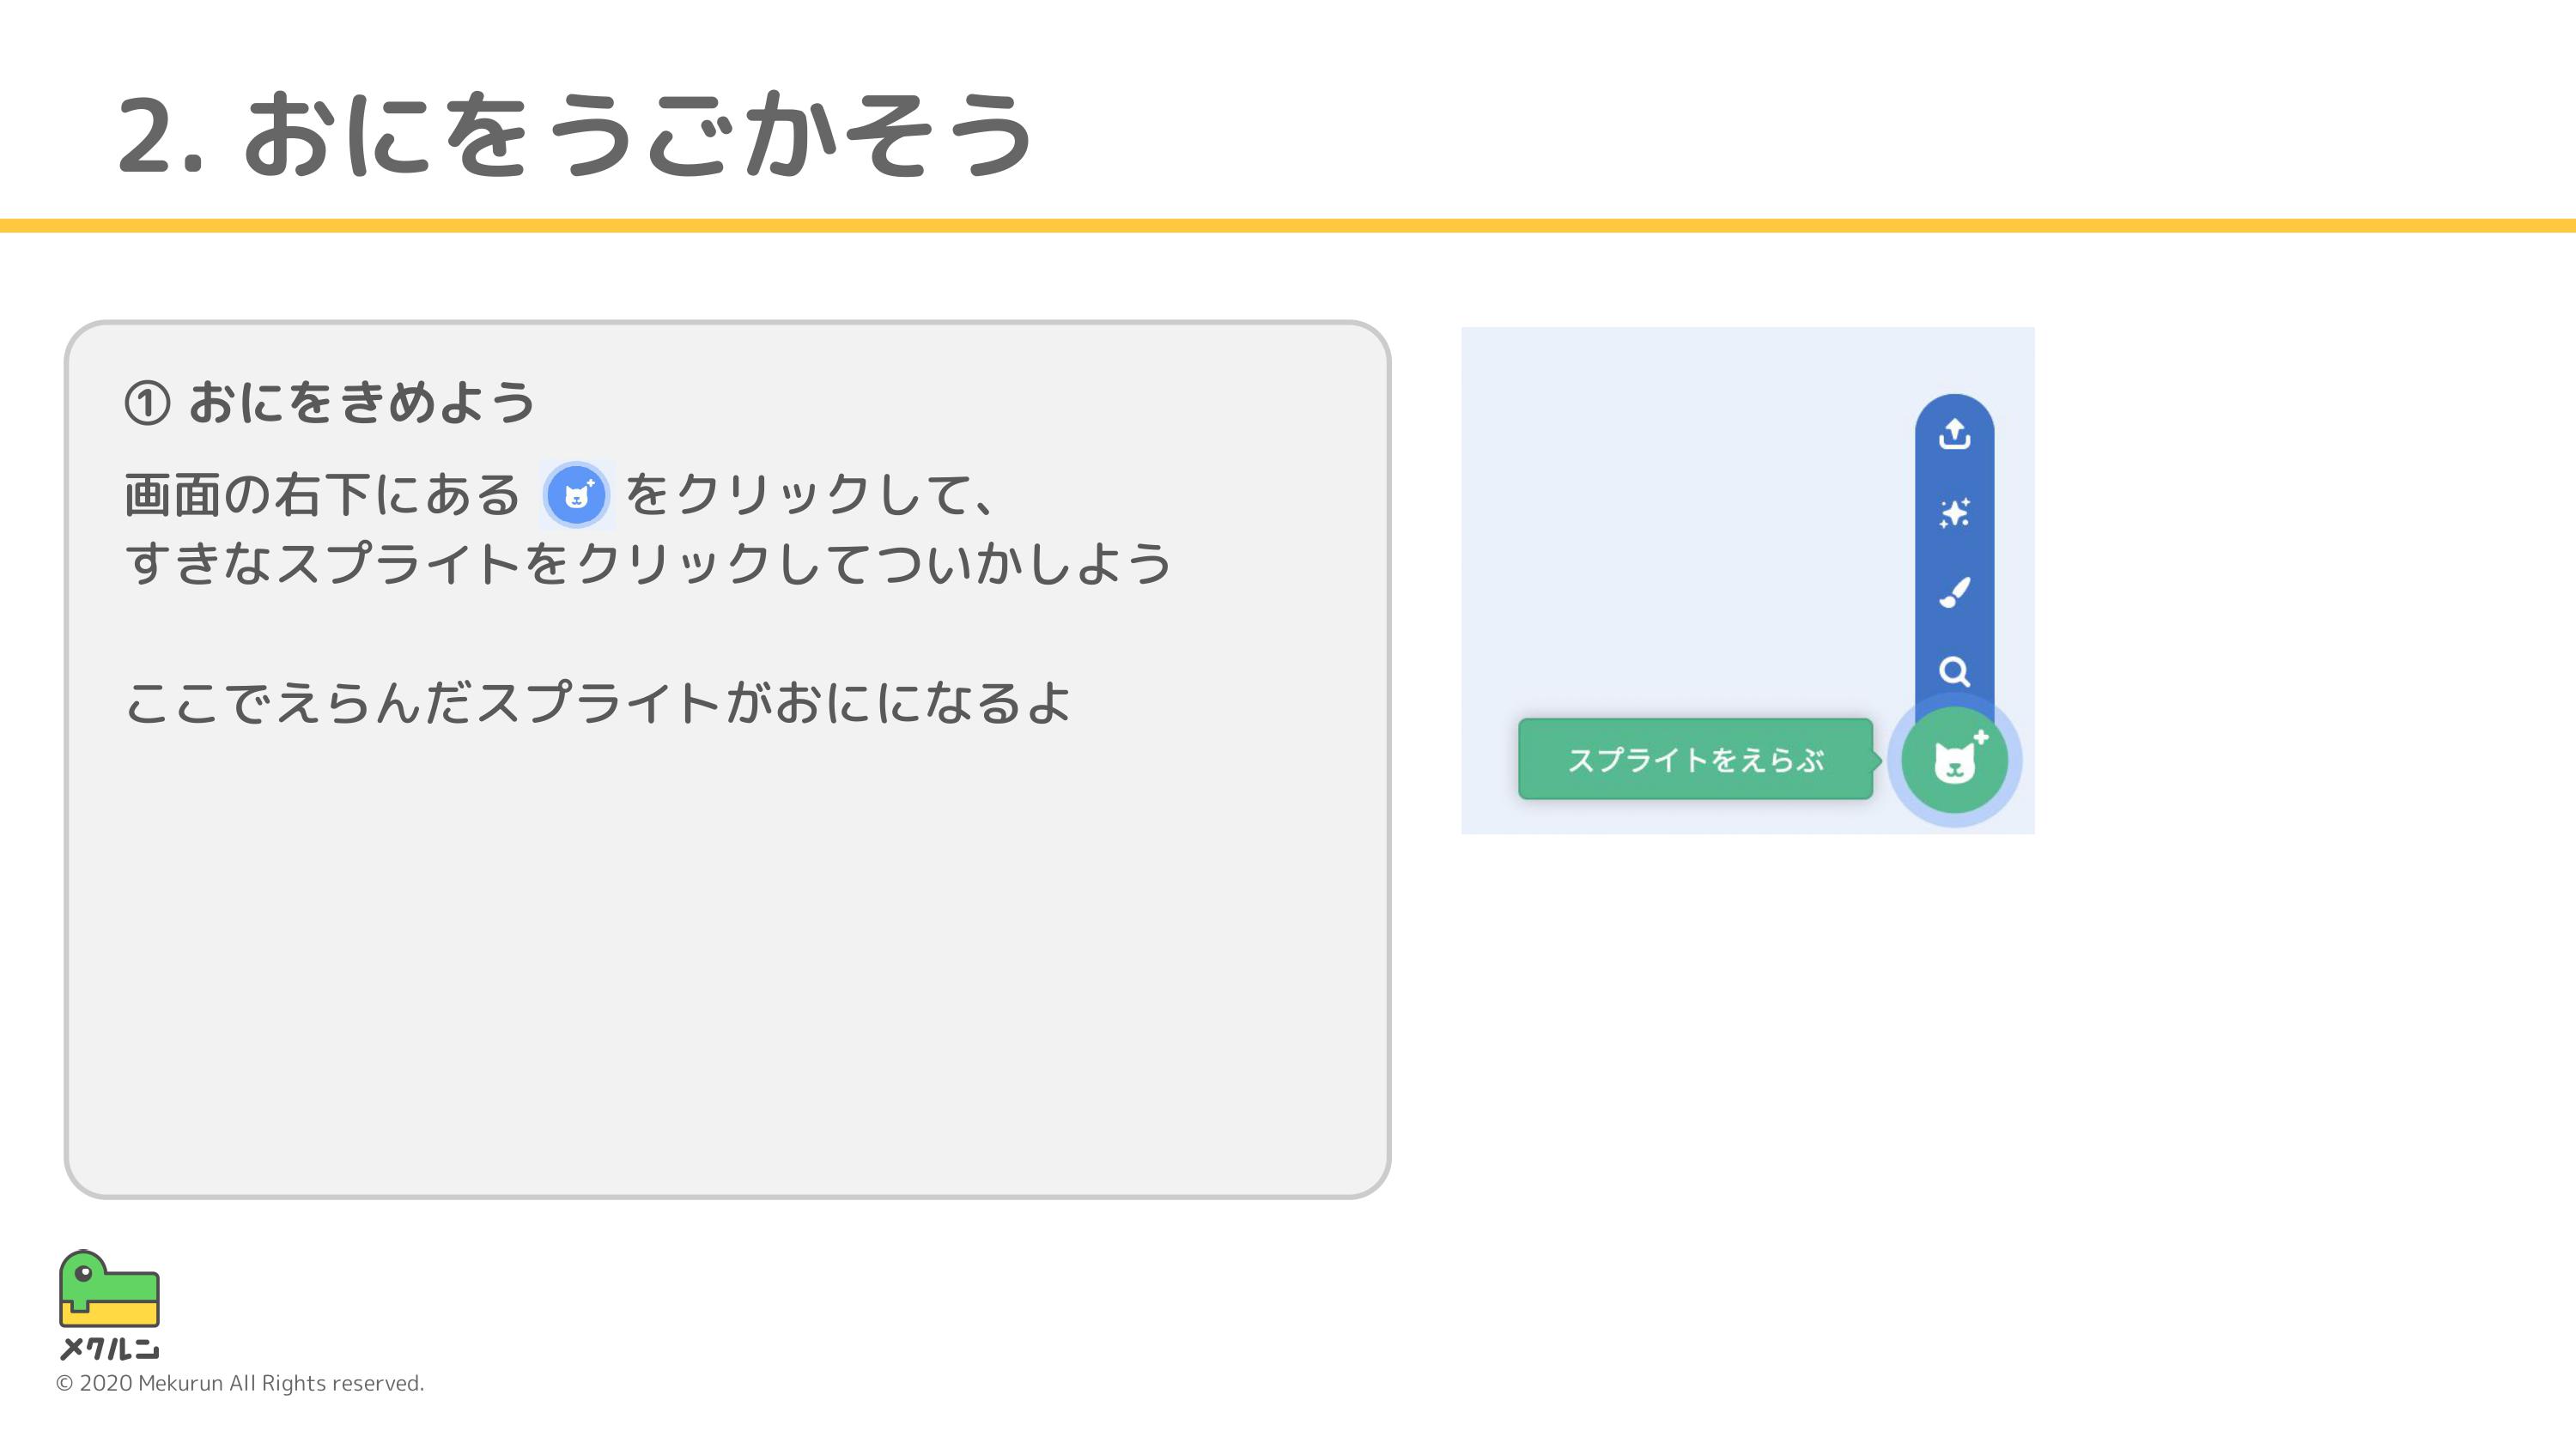 2. おにをうごかそう
① おにをきめよう
画面の右下にある をクリックして、
すきなスプライトをクリックしてついかしよう
ここでえらんだスプライトがおにになるよ
スプライトをえらぶ
メクルン
© 2020 Mekurun All Rights reserved.